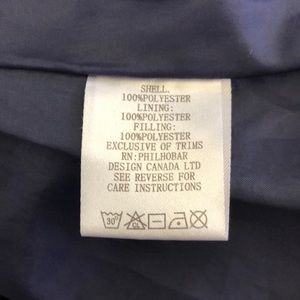 SHELL:
100%POLYESTER
LINING:
100%POLYESTER
FILLING:
100%POLYESTER
EXCLUSIVE OF TRIMS
RN:PHILHOBAR
DESIGN CANADA LTD
SEE REVERSE FOR
CARE INSTRUCTIONS
30°
CL